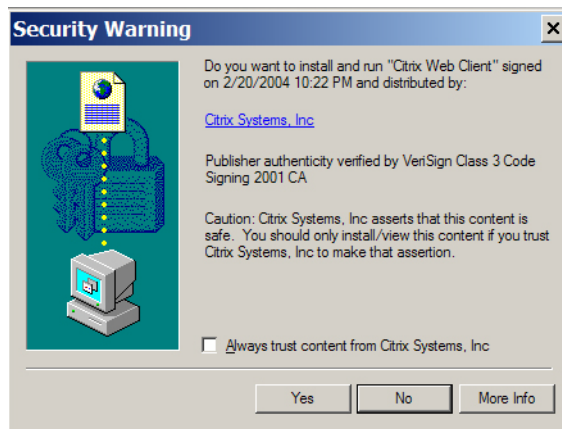 Security Warning
Do you want to install and run "Citrix Web Client" signed
on 2/20/2004 10:22 PM and distributed by:
Citrix Systems, Inc
Publisher authenticity verified by VeriSign Class 3 Code
Signing 2001 CA
Caution: Citrix Systems, Inc asserts that this content is
safe. You should only install/view this content if you trust
Citrix Systems, Inc to make that assertion.
Always trust content from Citrix Systems, Inc
Yes
No
More Info